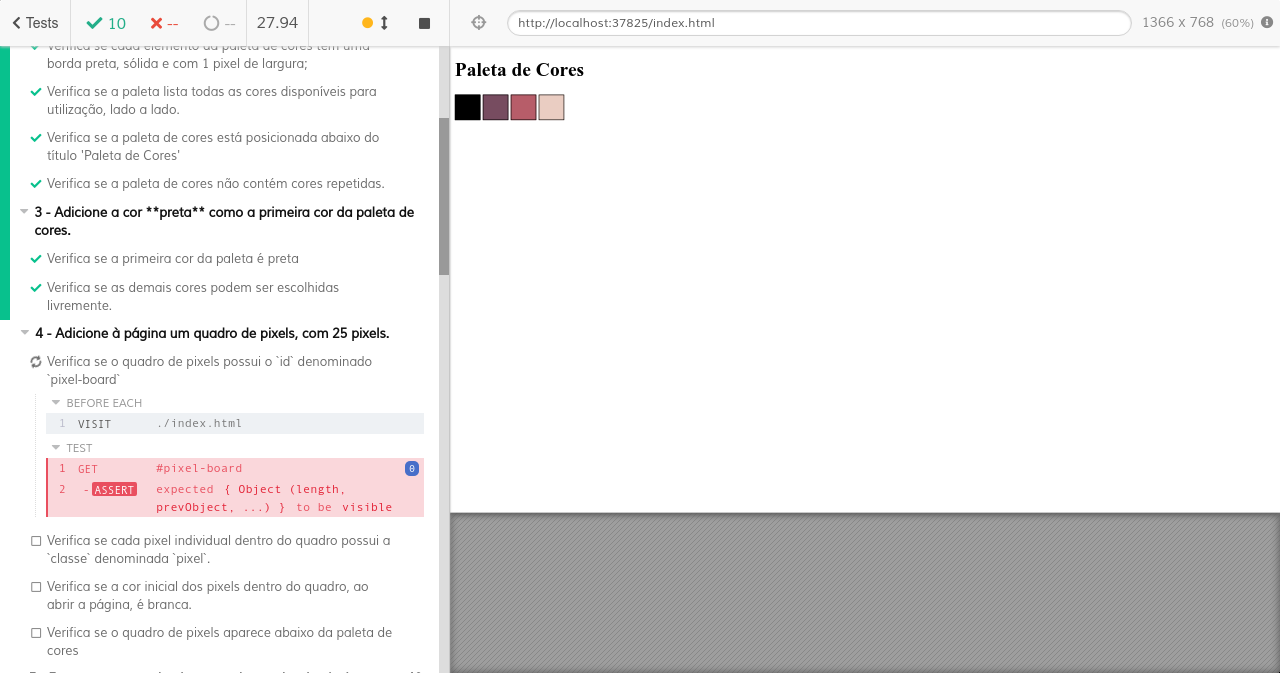 Tests
10
--
--
27.94
http://localhost:37825/index.html
1366 x 768 (60%)
Verifica se cada elemento da paleta de cores tem uma
borda preta, sólida e com 1 pixel de largura;
Verifica se a paleta lista todas as cores disponíveis para
utilização, lado a lado.
Verifica se a paleta de cores está posicionada abaixo do
título 'Paleta de Cores'
Verifica se a paleta de cores não contém cores repetidas.
3 - Adicione a cor **preta** como a primeira cor da paleta de
cores.
Verifica se a primeira cor da paleta é preta
Verifica se as demais cores podem ser escolhidas
livremente.
4 - Adicione à página um quadro de pixels, com 25 pixels.
Verifica se o quadro de pixels possui o `id` denominado
`pixel-board`
BEFORE EACH
1 VISIT ./index.html
TEST
1 GET #pixel-board 0
2 -ASSERT expected { Object (length,
prevObject, ...) } to be visible
Verifica se cada pixel individual dentro do quadro possui a
`classe` denominada `pixel`.
Verifica se a cor inicial dos pixels dentro do quadro, ao
abrir a página, é branca.
Verifica se o quadro de pixels aparece abaixo da paleta de
cores
Paleta de Cores